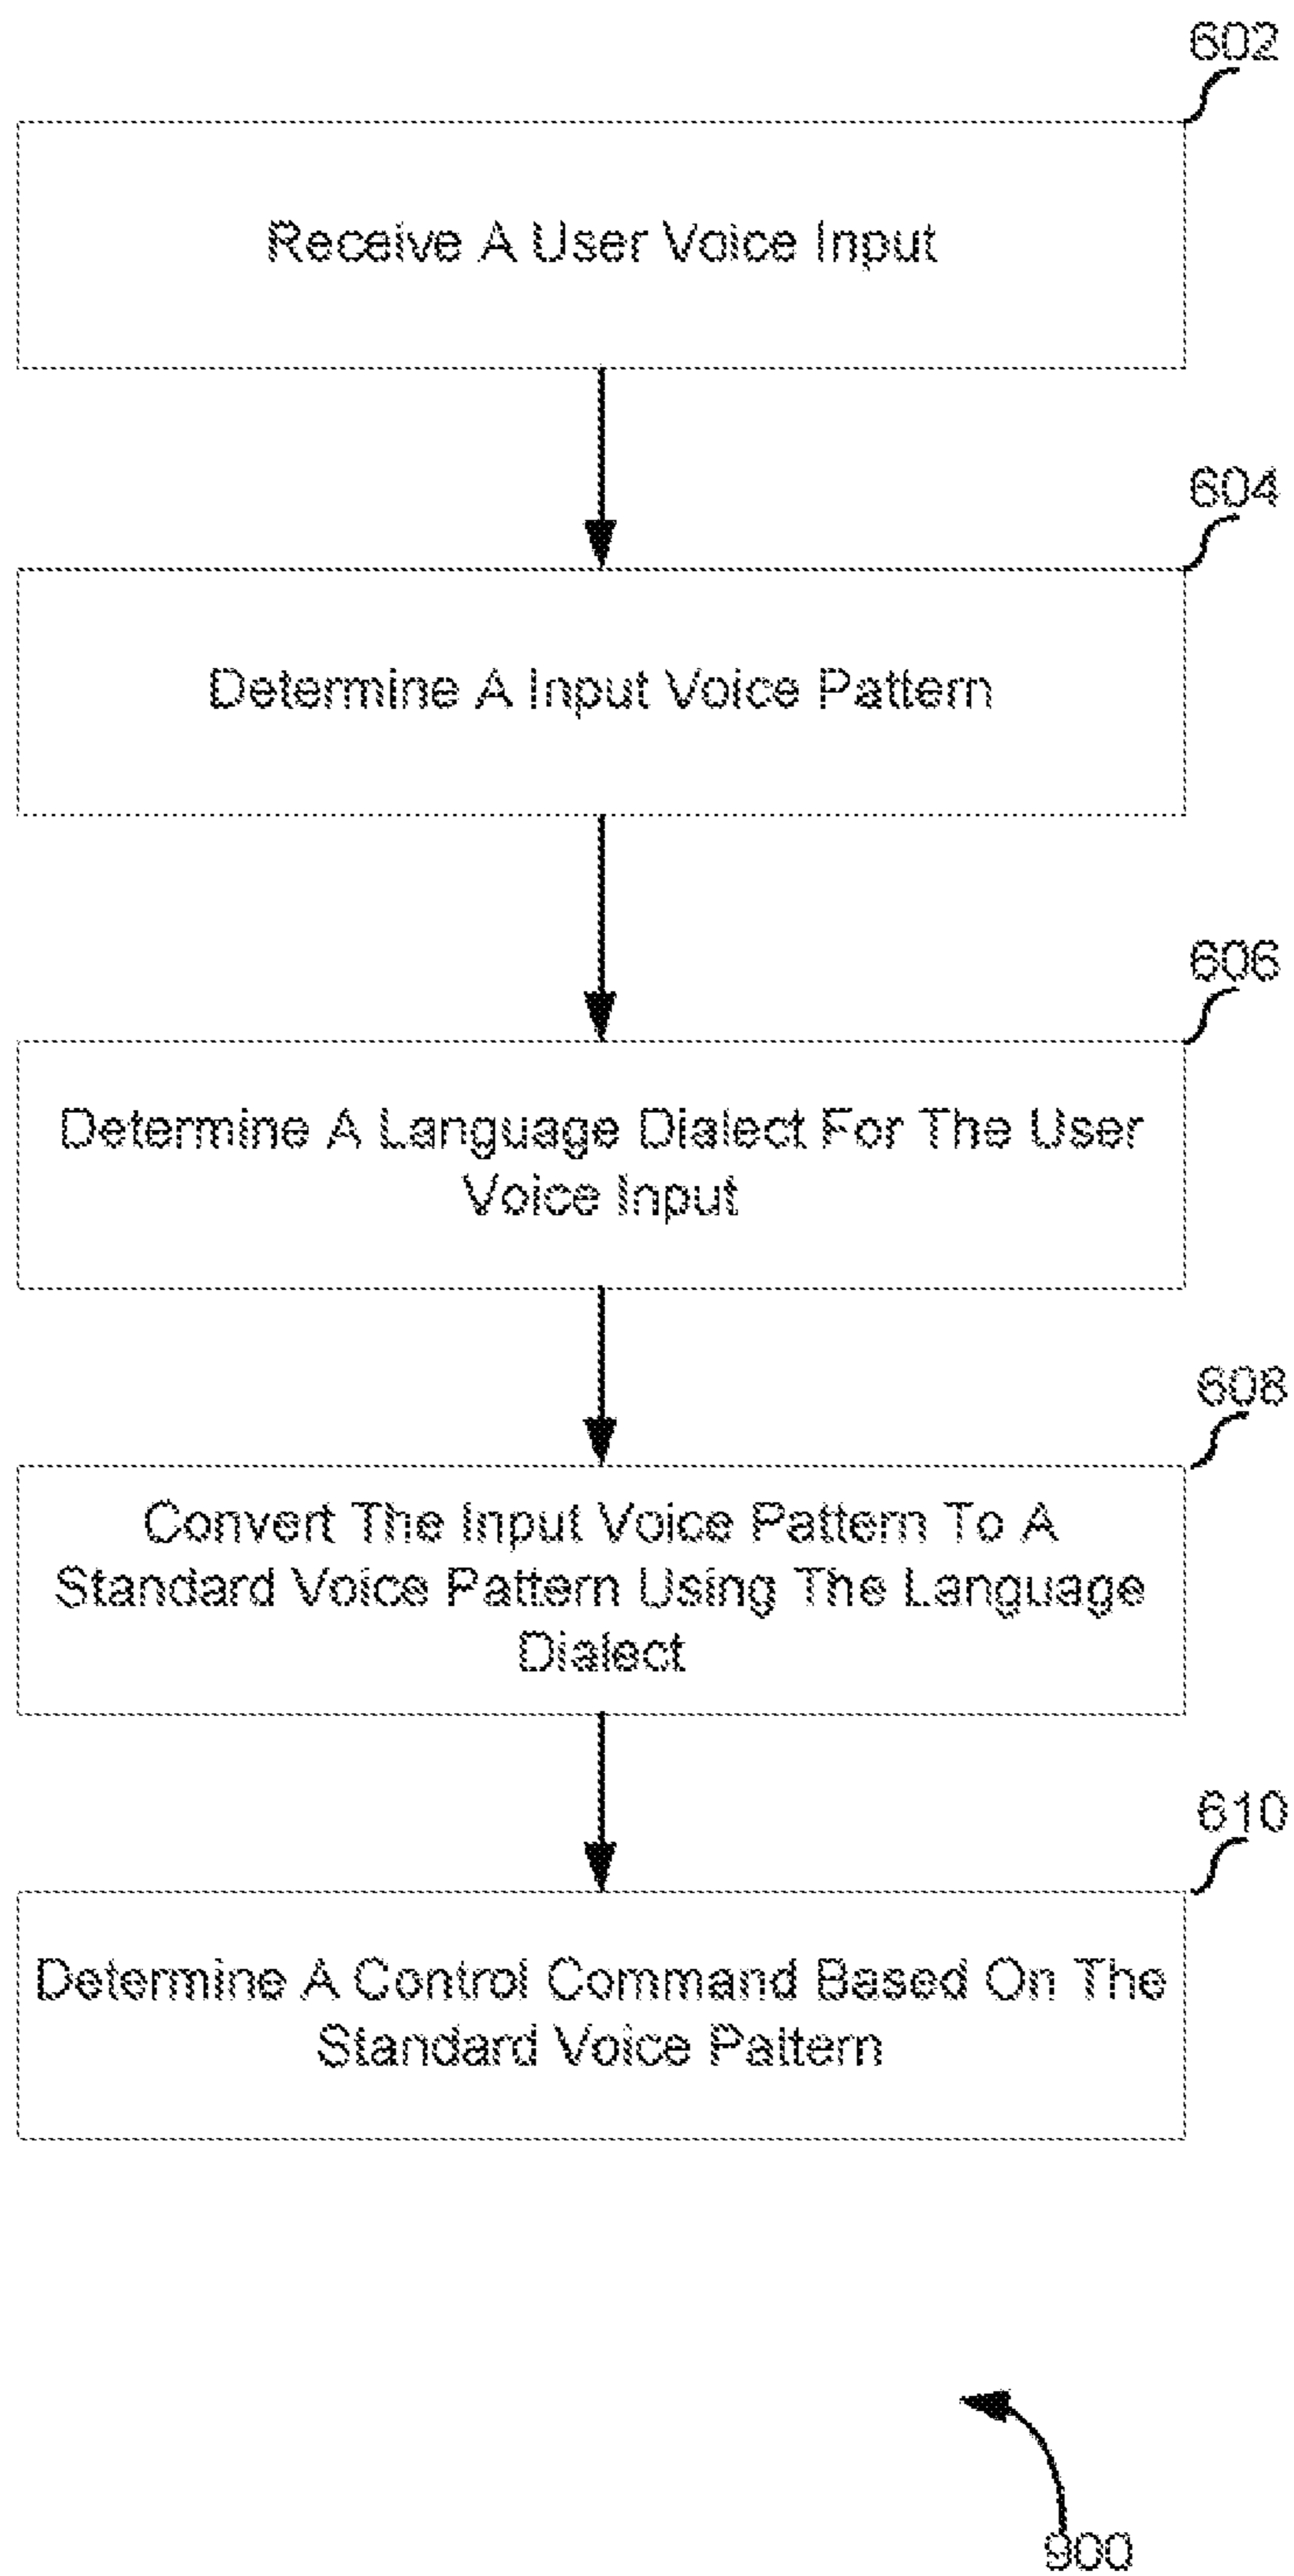 602
Receive A User Voice Input
604
Determine A Input Voice Pattern
606
Determine A Language Dialect For The User
Voice Input
608
Convert The Input Voice Pattern To A
Standard Voice Pattern Using The Language
Dialect
610
Determine A Control Command Based On The
Standard Voice Pattern
900